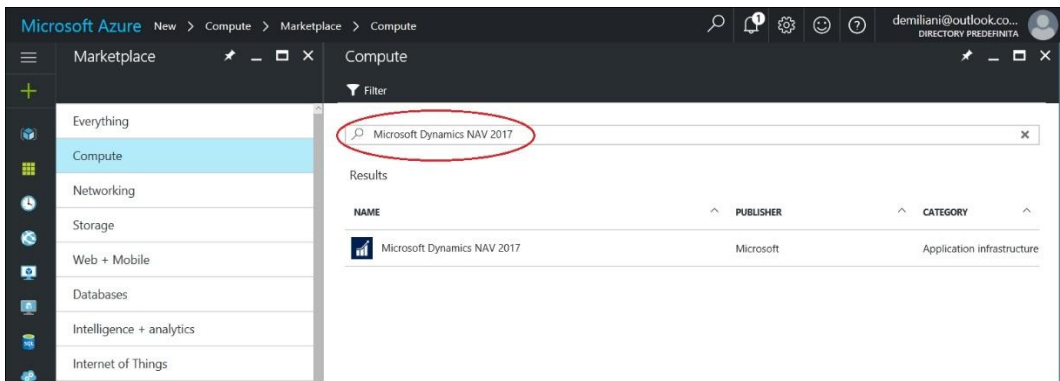 Microsoft Azure New > Compute > Marketplace > Compute
1
demiliani@outlook.co...
DIRECTORY PREDEFINITA
Marketplace
Compute
Filter
Everything
Compute
Networking
Storage
Web + Mobile
Databases
Intelligence + analytics
Internet of Things
Microsoft Dynamics NAV 2017
Results
NAME PUBLISHER CATEGORY
Microsoft Dynamics NAV 2017 Microsoft Application infrastructure
SQL